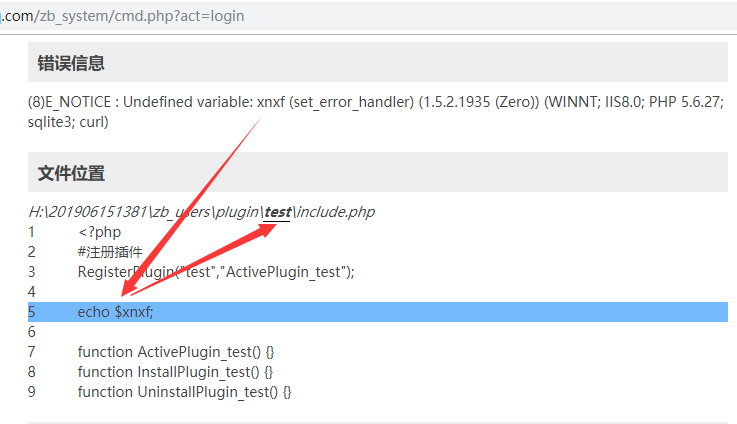 q.com/zb_system/cmd.php?act=login
错误信息
(8)E_NOTICE : Undefined variable: xnxf (set_error_handler) (1.5.2.1935 (Zero)) (WINNT; IIS8.0; PHP 5.6.27;
sqlite3; curl)
文件位置
H:\201906151381\zb_users\plugin\test\include.php
1 <?php
2 #注册插件
3 RegisterPlugin("test","ActivePlugin_test");
4
5 echo $xnxf;
6
7 function ActivePlugin_test() {}
8 function InstallPlugin_test() {}
9 function UninstallPlugin_test() {}